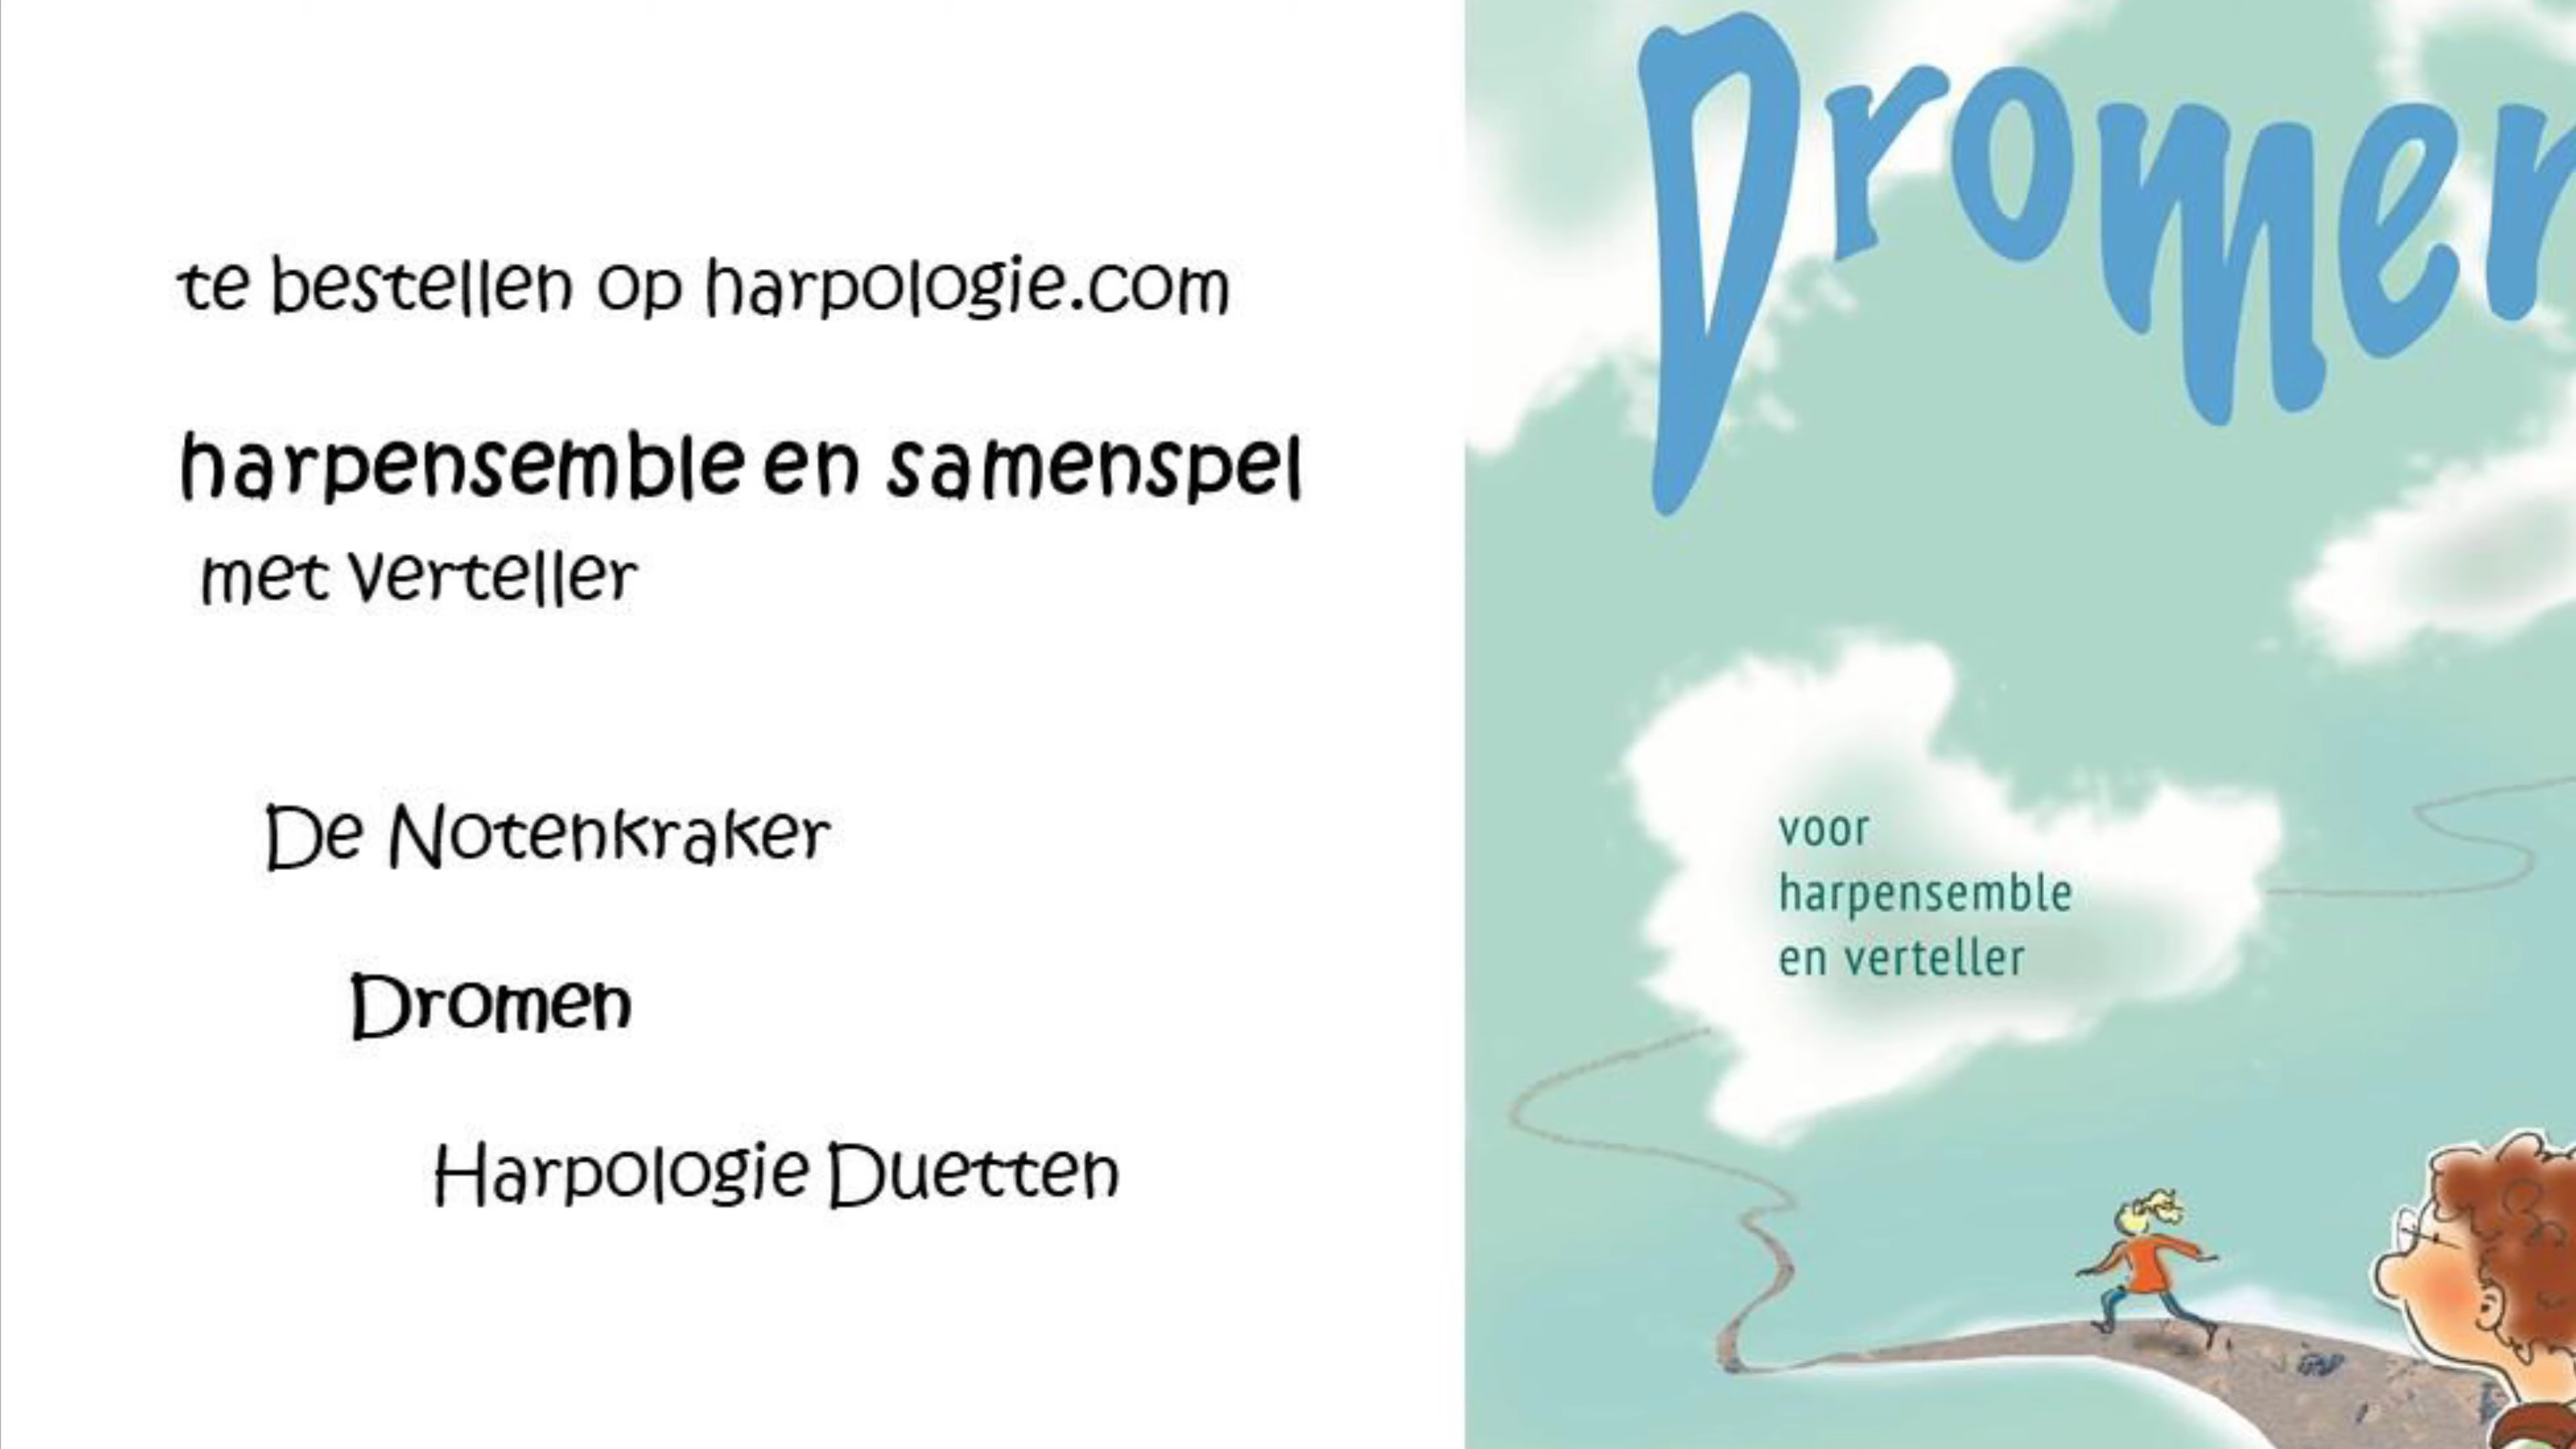 te bestellen op harpologie.com
harpensemble en samenspel
met Verteller
De Notenkraker
Dromen
Harpologie Duetten
Dromen
voor
harpensemble
en verteller